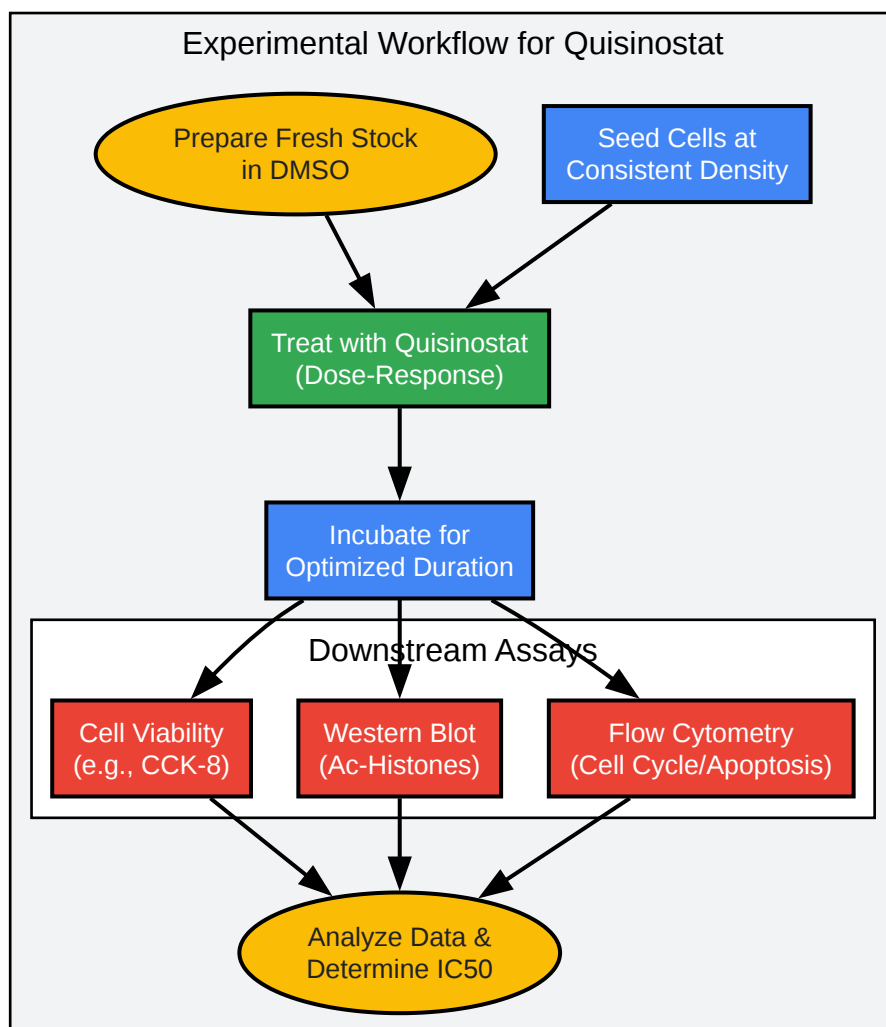 Experimental Workflow for Quisinostat
Prepare Fresh Stock
in DMSO
Seed Cells at
Consistent Density
Treat with Quisinostat
(Dose-Response)
Incubate for
Optimized Duration
Downstream Assays
Cell Viability
(e.g., CCK-8)
Western Blot
(Ac-Histones)
Flow Cytometry
(Cell Cycle/Apoptosis)
Analyze Data &
Determine IC50